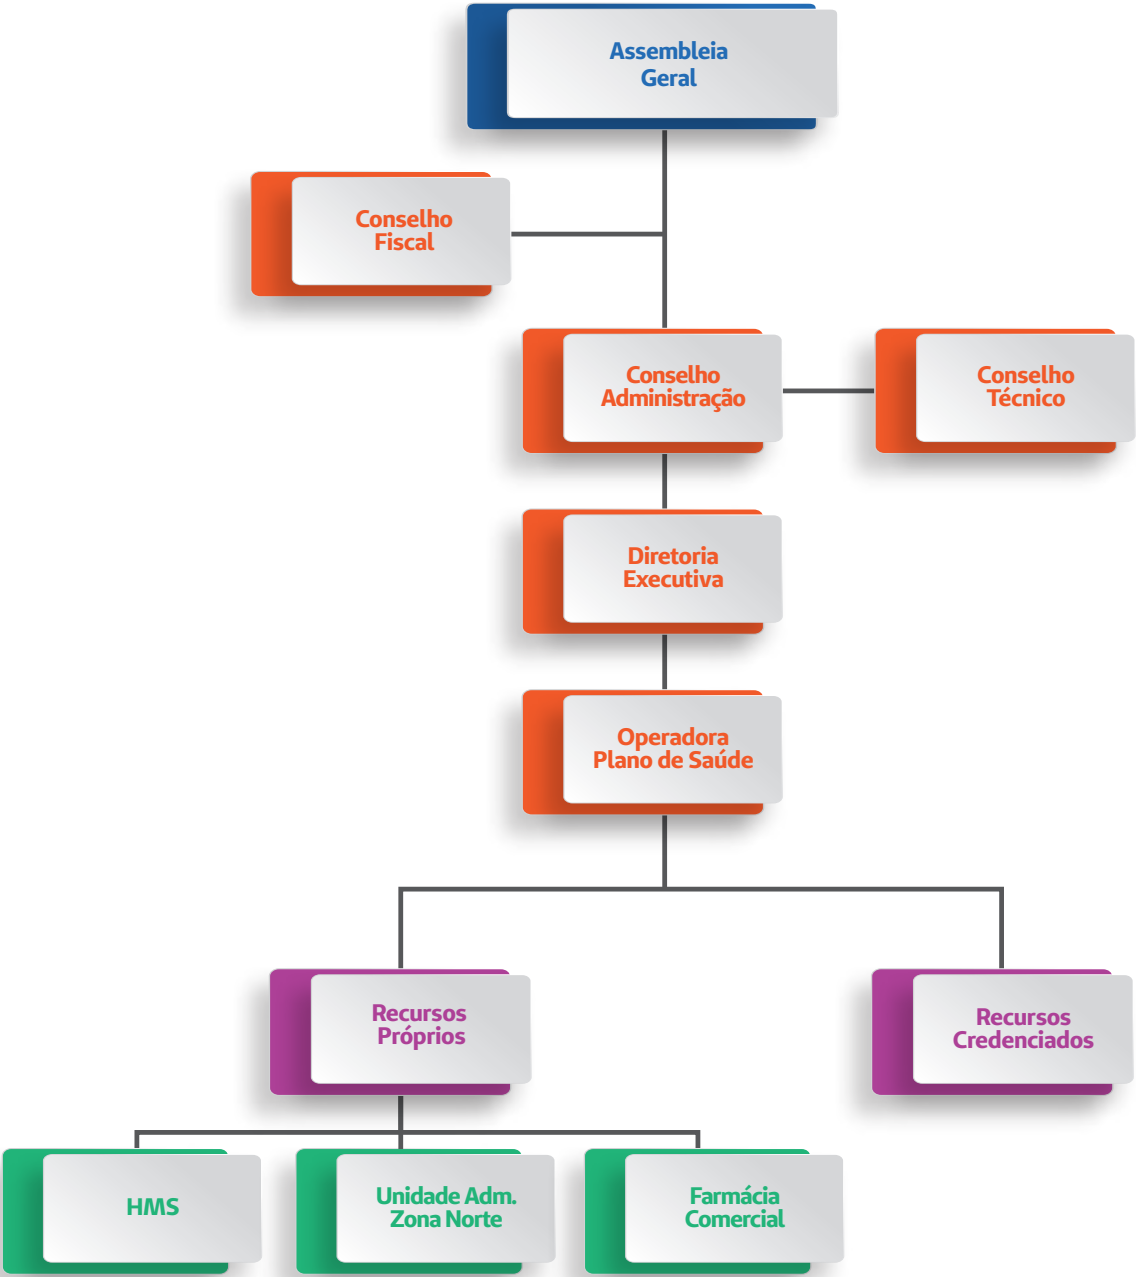 Assembleia
Geral
Conselho
Fiscal
Conselho
Administração
Conselho
Técnico
Diretoria
Executiva
Operadora
Plano de Saúde
Recursos
Próprios
Recursos
Credenciados
HMS
Unidade Adm.
Zona Norte
Farmácia
Comercial